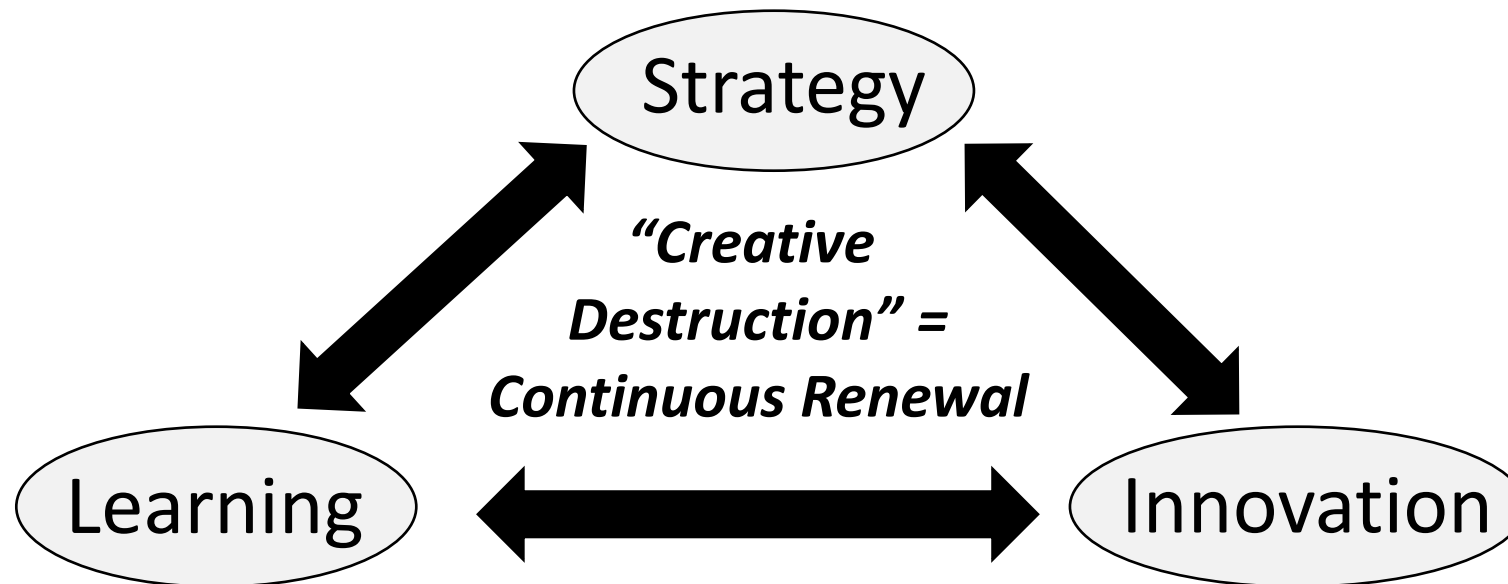 Strategy
“Creative
Destruction” =
Continuous Renewal
Learning
Innovation